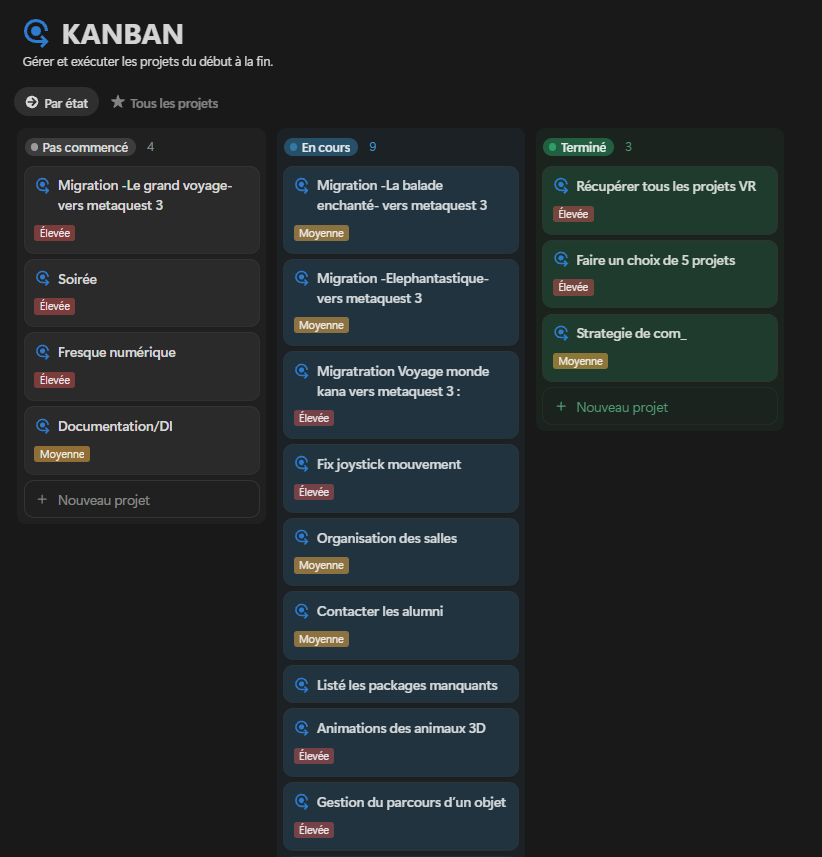 KANBAN
Gérer et exécuter les projets du début à la fin.
Par état
Tous les projets
Pas commencé 4
Migration -Le grand voyage-
vers metaquest 3
Élevée
Soirée
Élevée
Fresque numérique
Élevée
Documentation/DI
Moyenne
+ Nouveau projet
En cours 9
Migration -La balade
enchanté- vers metaquest 3
Moyenne
Migration -Elephantastique-
vers metaquest 3
Moyenne
Migratration Voyage monde
kana vers metaquest 3 :
Élevée
Fix joystick mouvement
Élevée
Organisation des salles
Moyenne
Contacter les alumni
Moyenne
Listé les packages manquants
Animations des animaux 3D
Élevée
Gestion du parcours d'un objet
Élevée
Terminé 3
Récupérer tous les projets VR
Élevée
Faire un choix de 5 projets
Élevée
Strategie de com_
Moyenne
+ Nouveau projet